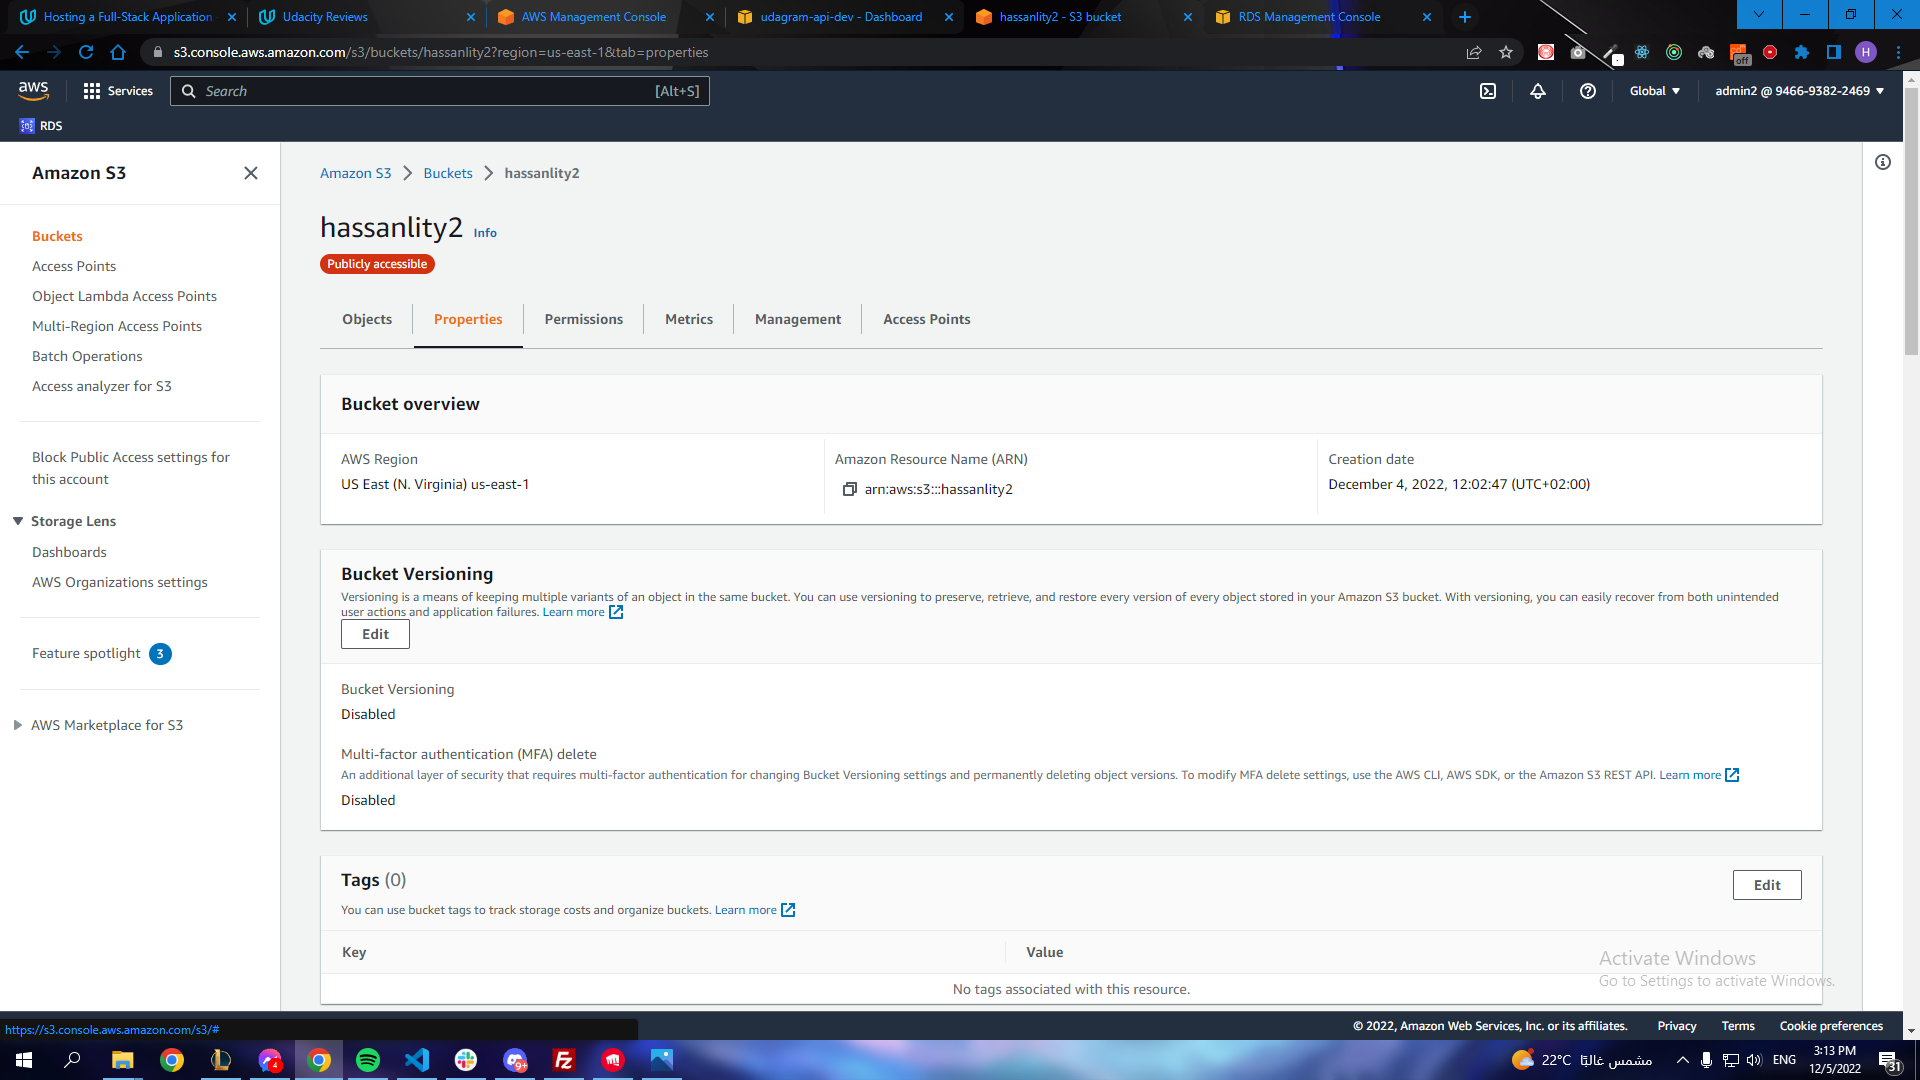 Hosting a Full-Stack Application
Udacity Reviews
AWS Management Console
udagram-api-dev - Dashboard
hassanlity2 - S3 bucket
RDS Management Console
s3.console.aws.amazon.com/s3/buckets/hassanlity2?region=us-east-1&tab=properties
off
H
aws
Services
Search
[Alt+S]
Global
admin2 @ 9466-9382-2469
RDS
Amazon S3
Buckets
Access Points
Object Lambda Access Points
Multi-Region Access Points
Batch Operations
Access analyzer for S3
Block Public Access settings for
this account
Storage Lens
Dashboards
AWS Organizations settings
Feature spotlight 3
AWS Marketplace for S3
Amazon S3 > Buckets > hassanlity2
hassanlity2 Info
Publicly accessible
Objects
Properties
Permissions
Metrics
Management
Access Points
Bucket overview
AWS Region
US East (N. Virginia) us-east-1
Amazon Resource Name (ARN)
arn:aws:s3:::hassanlity2
Creation date
December 4, 2022, 12:02:47 (UTC+02:00)
Bucket Versioning
Versioning is a means of keeping multiple variants of an object in the same bucket. You can use versioning to preserve, retrieve, and restore every version of every object stored in your Amazon S3 bucket. With versioning, you can easily recover from both unintended
user actions and application failures. Learn more
Edit
Bucket Versioning
Disabled
Multi-factor authentication (MFA) delete
An additional layer of security that requires multi-factor authentication for changing Bucket Versioning settings and permanently deleting object versions. To modify MFA delete settings, use the AWS CLI, AWS SDK, or the Amazon S3 REST API. Learn more
Disabled
Tags (0)
You can use bucket tags to track storage costs and organize buckets. Learn more
Edit
Key
Value
No tags associated with this resource.
Activate Windows
Go to Settings to activate Windows.
https://s3.console.aws.amazon.com/s3/#
© 2022, Amazon Web Services, Inc. or its affiliates.
Privacy
Terms
Cookie preferences
4
9+
Fz
22°C مشمس غالبًا
ENG
3:13 PM
12/5/2022
31